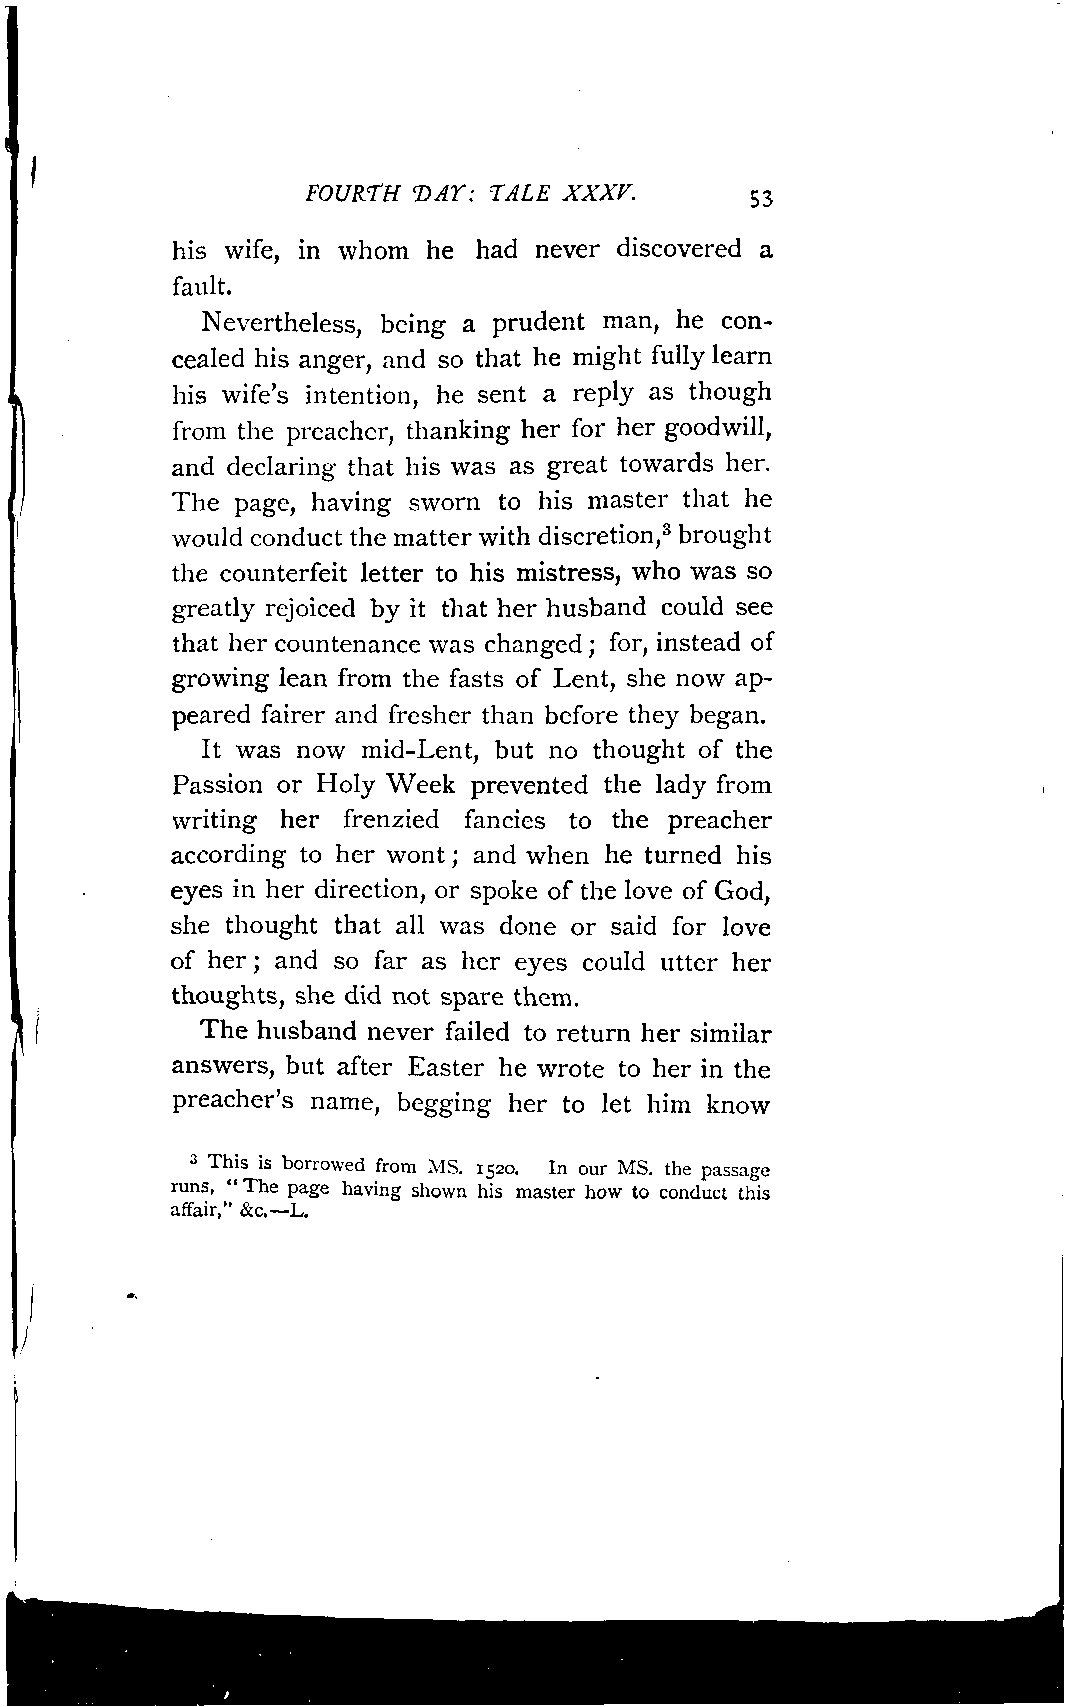 FOURTH DAY: TALE XXXV. 53
his wife, in whom he had never discovered a
fault.
Nevertheless, being a prudent man, he con-
cealed his anger, and so that he might fully learn
his wife's intention, he sent a reply as though
from the preacher, thanking her for her goodwill,
and declaring that his was as great towards her.
The page, having sworn to his master that he
would conduct the matter with discretion,³ brought
the counterfeit letter to his mistress, who was so
greatly rejoiced by it that her husband could see
that her countenance was changed; for, instead of
growing lean from the fasts of Lent, she now ap-
peared fairer and fresher than before they began.
It was now mid-Lent, but no thought of the
Passion or Holy Week prevented the lady from
writing her frenzied fancies to the preacher
according to her wont; and when he turned his
eyes in her direction, or spoke of the love of God,
she thought that all was done or said for love
of her; and so far as her eyes could utter her
thoughts, she did not spare them.
The husband never failed to return her similar
answers, but after Easter he wrote to her in the
preacher's name, begging her to let him know
³ This is borrowed from MS. 1520. In our MS. the passage
runs, "The page having shown his master how to conduct this
affair," &c.—L.